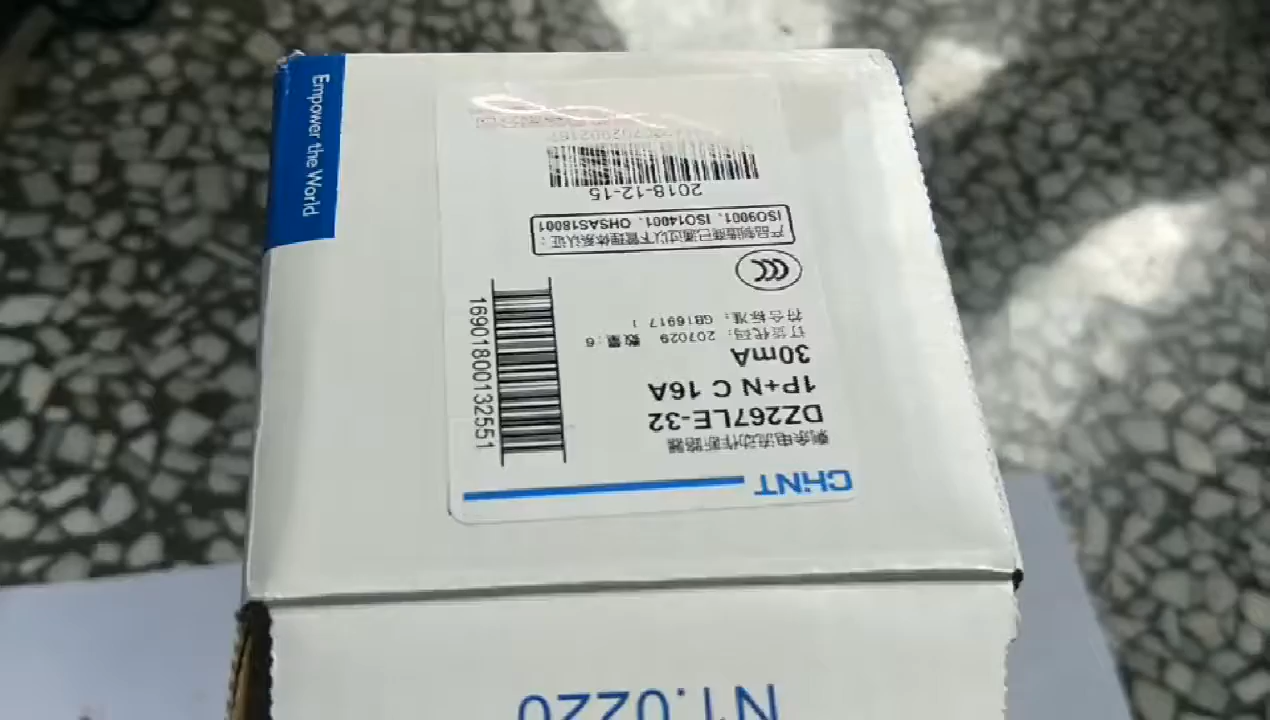 CHNT
剩余电流动作断路器
DZ267LE-32
1P+N C 16A
30mA
订货代码：207029 数量：6
符合标准：GB16917 1
产品制造商已通过以下管理体系认证：
ISO9001、ISO14001、OHSAS18001
2018-12-15
16901800132551
Empower the World
N1.0220